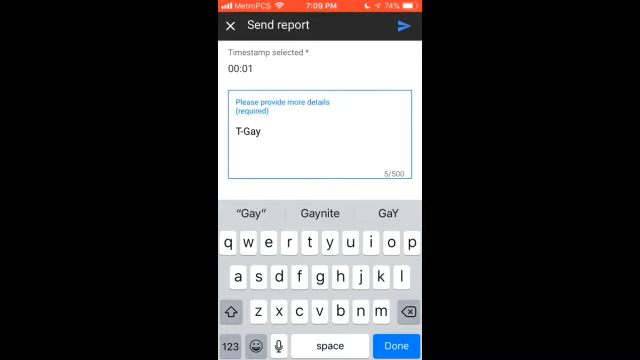 MetroPCS 7:09 PM 74%
Send report
Timestamp selected *
00:01
Please provide more details
(required)
T-Gay
5/500
“Gay” Gaynite GaY
q w e r t y u i o p
a s d f g h j k l
z x c v b n m
123 space Done